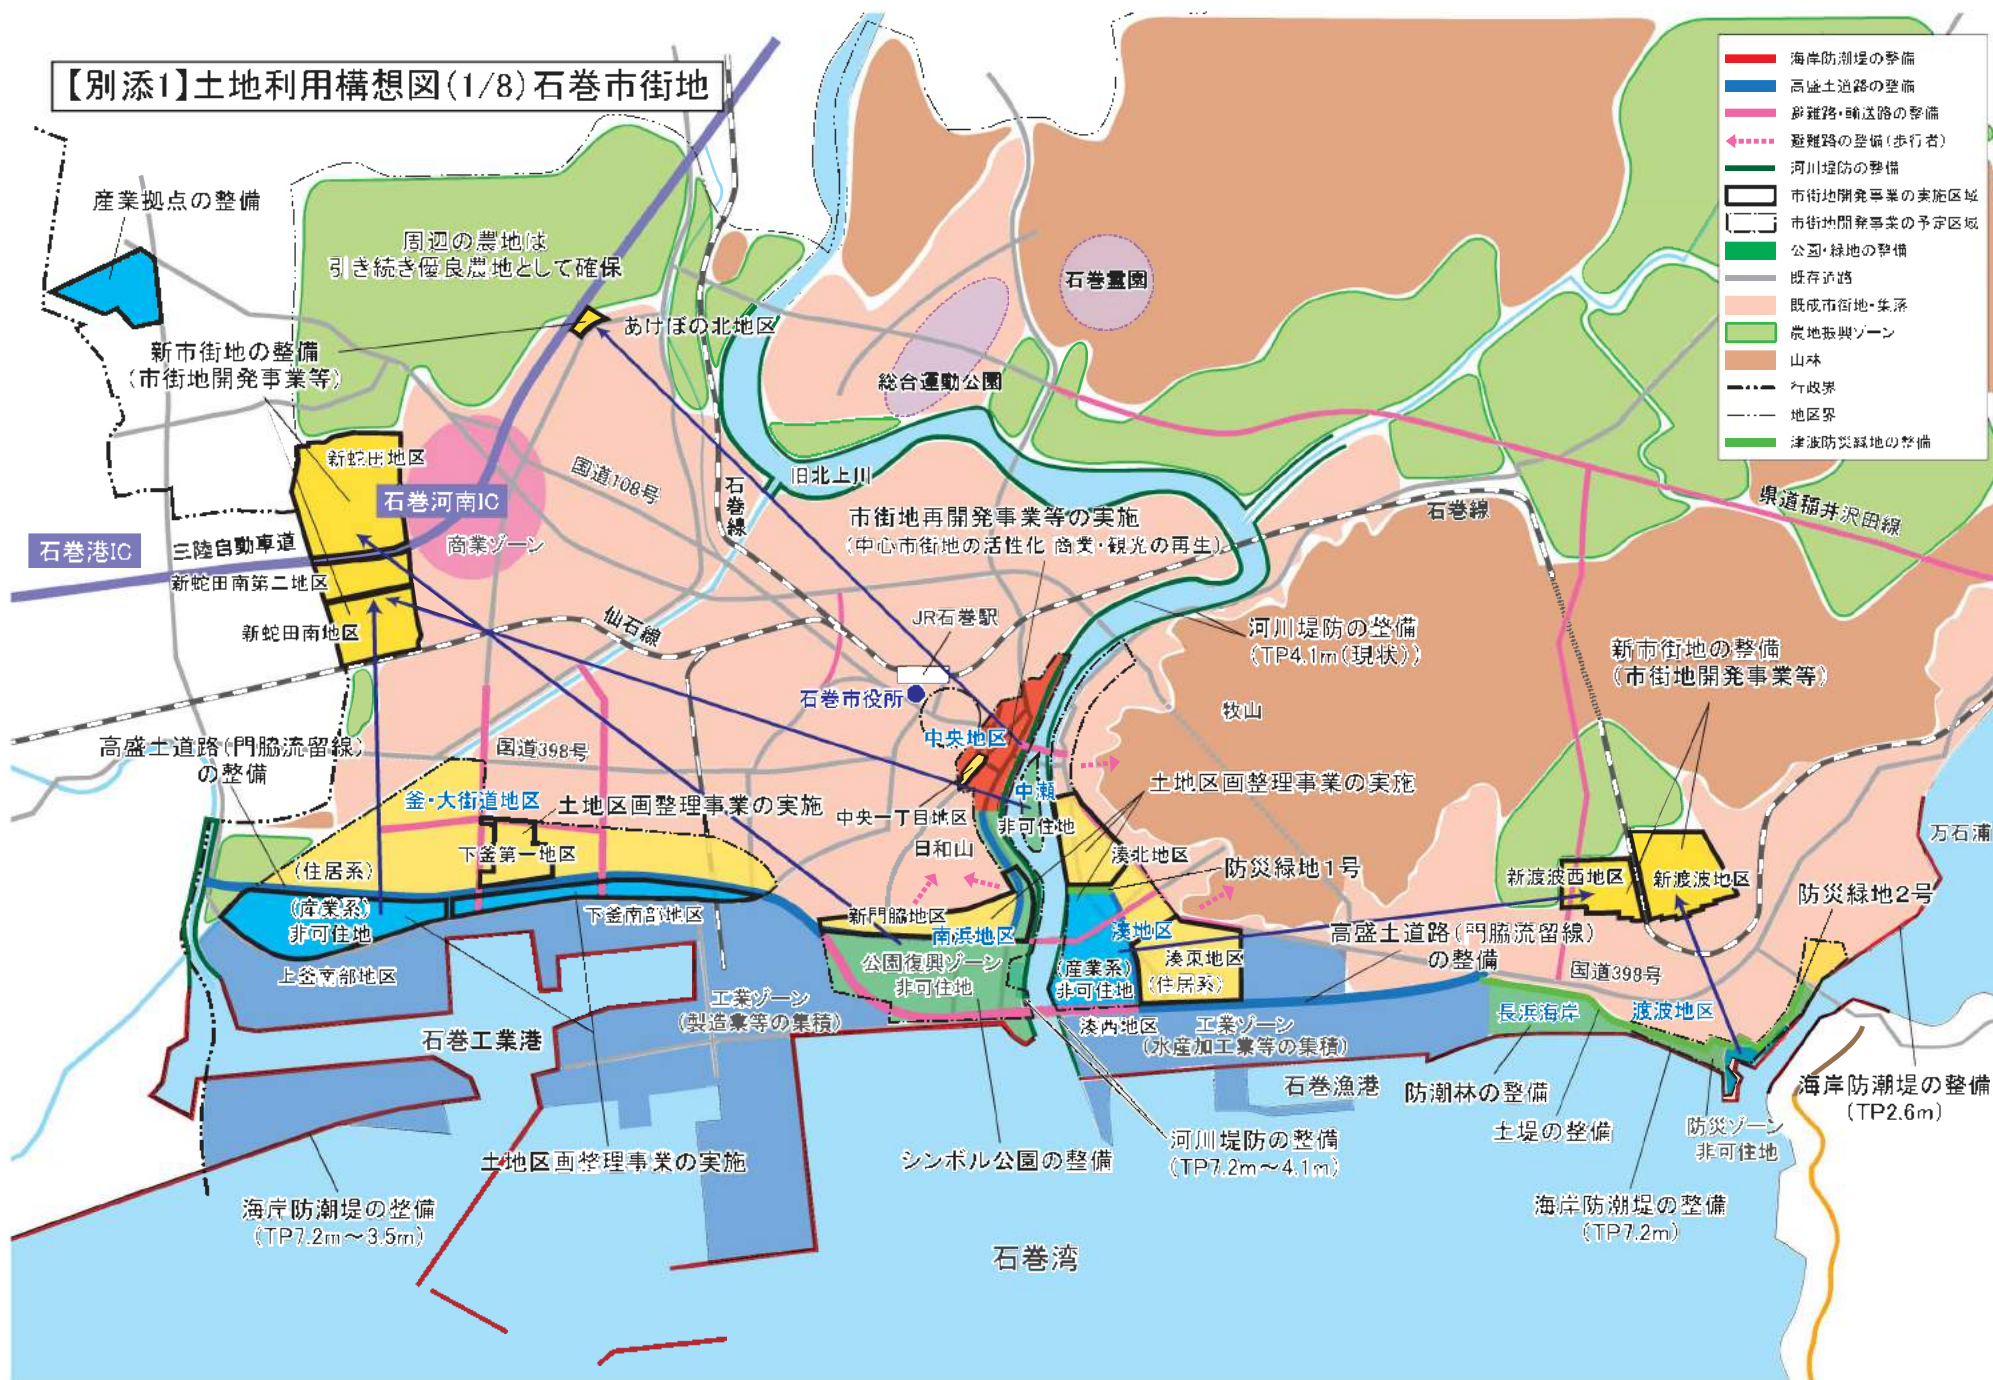 【別添1】土地利用構想図(1/8)石巻市街地
海岸防潮堤の整備
高盛土道路の整備
避難路・輸送路の整備
避難路の整備(歩行者)
河川堤防の整備
市街地開発事業の実施区域
市街地開発事業の予定区域
公園・緑地の整備
既存道路
既成市街地・集落
農地振興ゾーン
山林
行政界
地区界
津波防災緑地の整備
産業拠点の整備
周辺の農地は
引き続き優良農地として確保
石巻霊園
あけぼの北地区
新市街地の整備
(市街地開発事業等)
総合運動公園
新蛇田地区
国道108号
石巻線
旧北上川
石巻河南IC
石巻線
県道稲井沢田線
市街地再開発事業等の実施
(中心市街地の活性化 商業・観光の再生)
石巻港IC
三陸自動車道
商業ゾーン
新蛇田南第二地区
新蛇田南地区
仙石線
JR石巻駅
河川堤防の整備
(TP4.1m(現状))
新市街地の整備
(市街地開発事業等)
石巻市役所
牧山
中央地区
高盛土道路(門脇流留線)
の整備
国道398号
土地区画整理事業の実施
中瀬
非可住地
釜・大街道地区
土地区画整理事業の実施
中央一丁目地区
万石浦
日和山
下釜第一地区
湊北地区
防災緑地1号
(住居系)
新渡波西地区
新渡波地区
防災緑地2号
(産業系)
非可住地
下釜南部地区
新門脇地区
南浜地区
湊地区
高盛土道路(門脇流留線)
の整備
上釜南部地区
公園復興ゾーン
非可住地
(産業系)
非可住地
湊東地区
(住居系)
国道398号
工業ゾーン
(製造業等の集積)
長浜海岸
渡波地区
石巻工業港
湊西地区
工業ゾーン
(水産加工業等の集積)
石巻漁港
防潮林の整備
海岸防潮堤の整備
(TP2.6m)
土堤の整備
防災ゾーン
非可住地
土地区画整理事業の実施
シンボル公園の整備
河川堤防の整備
(TP7.2m～4.1m)
海岸防潮堤の整備
(TP7.2m～3.5m)
海岸防潮堤の整備
(TP7.2m)
石巻湾